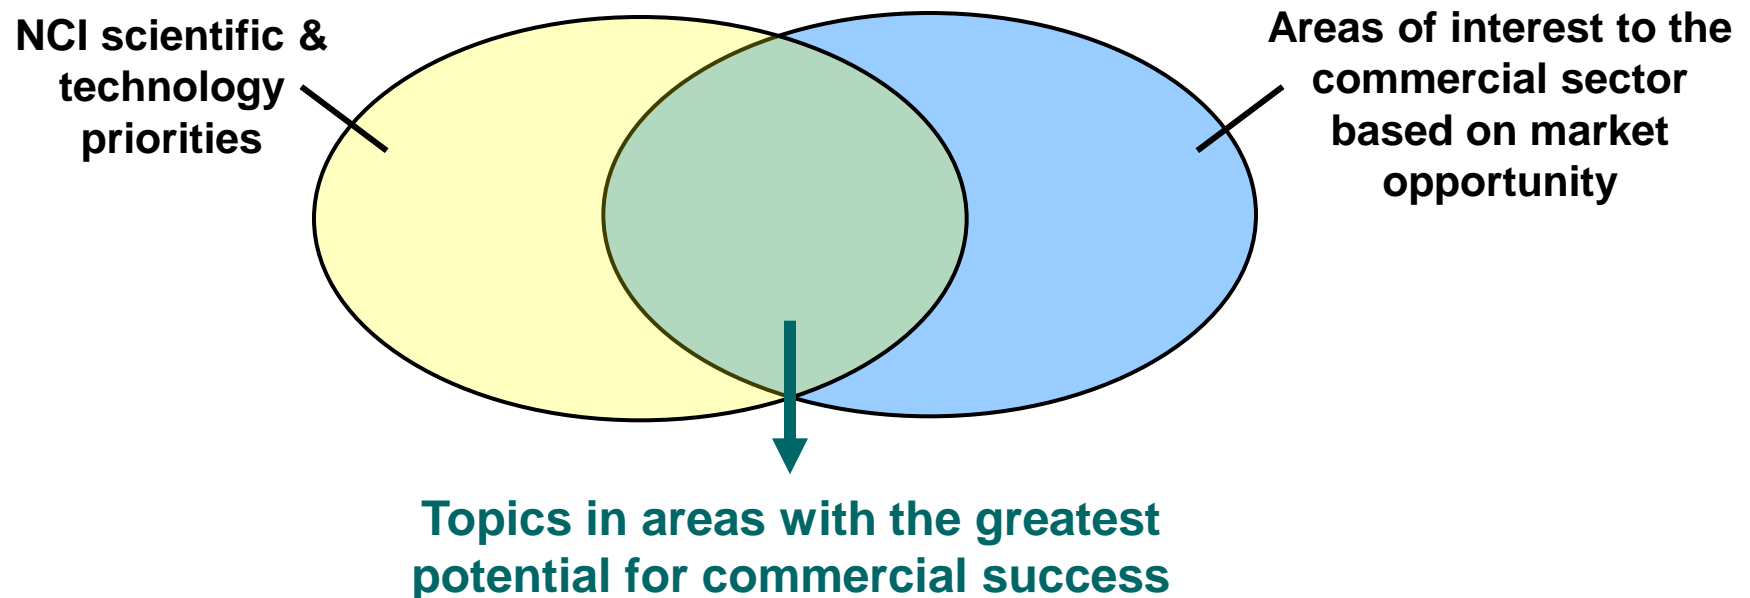 NCI scientific &
technology
priorities
Areas of interest to the
commercial sector
based on market
opportunity
Topics in areas with the greatest
potential for commercial success